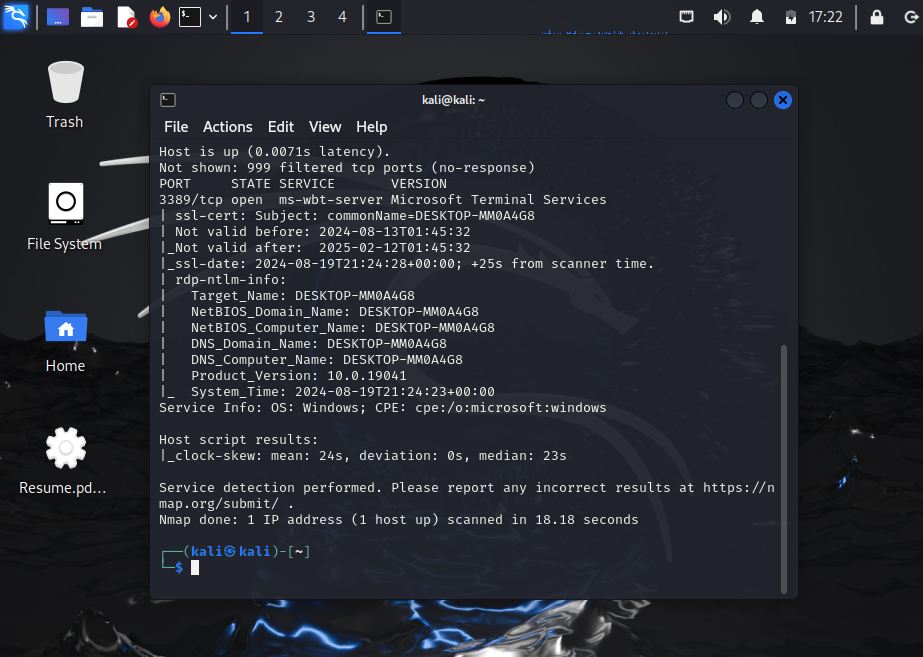 1 2 3 4
17:22
Trash
File System
Home
Resume.pd...
kali@kali: ~
File Actions Edit View Help
Host is up (0.0071s latency).
Not shown: 999 filtered tcp ports (no-response)
PORT     STATE SERVICE       VERSION
3389/tcp open  ms-wbt-server Microsoft Terminal Services
| ssl-cert: Subject: commonName=DESKTOP-MM0A4G8
| Not valid before: 2024-08-13T01:45:32
|_Not valid after:  2025-02-12T01:45:32
|_ssl-date: 2024-08-19T21:24:28+00:00; +25s from scanner time.
| rdp-ntlm-info:
|   Target_Name: DESKTOP-MM0A4G8
|   NetBIOS_Domain_Name: DESKTOP-MM0A4G8
|   NetBIOS_Computer_Name: DESKTOP-MM0A4G8
|   DNS_Domain_Name: DESKTOP-MM0A4G8
|   DNS_Computer_Name: DESKTOP-MM0A4G8
|   Product_Version: 10.0.19041
|_  System_Time: 2024-08-19T21:24:23+00:00
Service Info: OS: Windows; CPE: cpe:/o:microsoft:windows
Host script results:
|_clock-skew: mean: 24s, deviation: 0s, median: 23s
Service detection performed. Please report any incorrect results at https://n
map.org/submit/ .
Nmap done: 1 IP address (1 host up) scanned in 18.18 seconds
┌──(kali㉿kali)-[~]
└─$